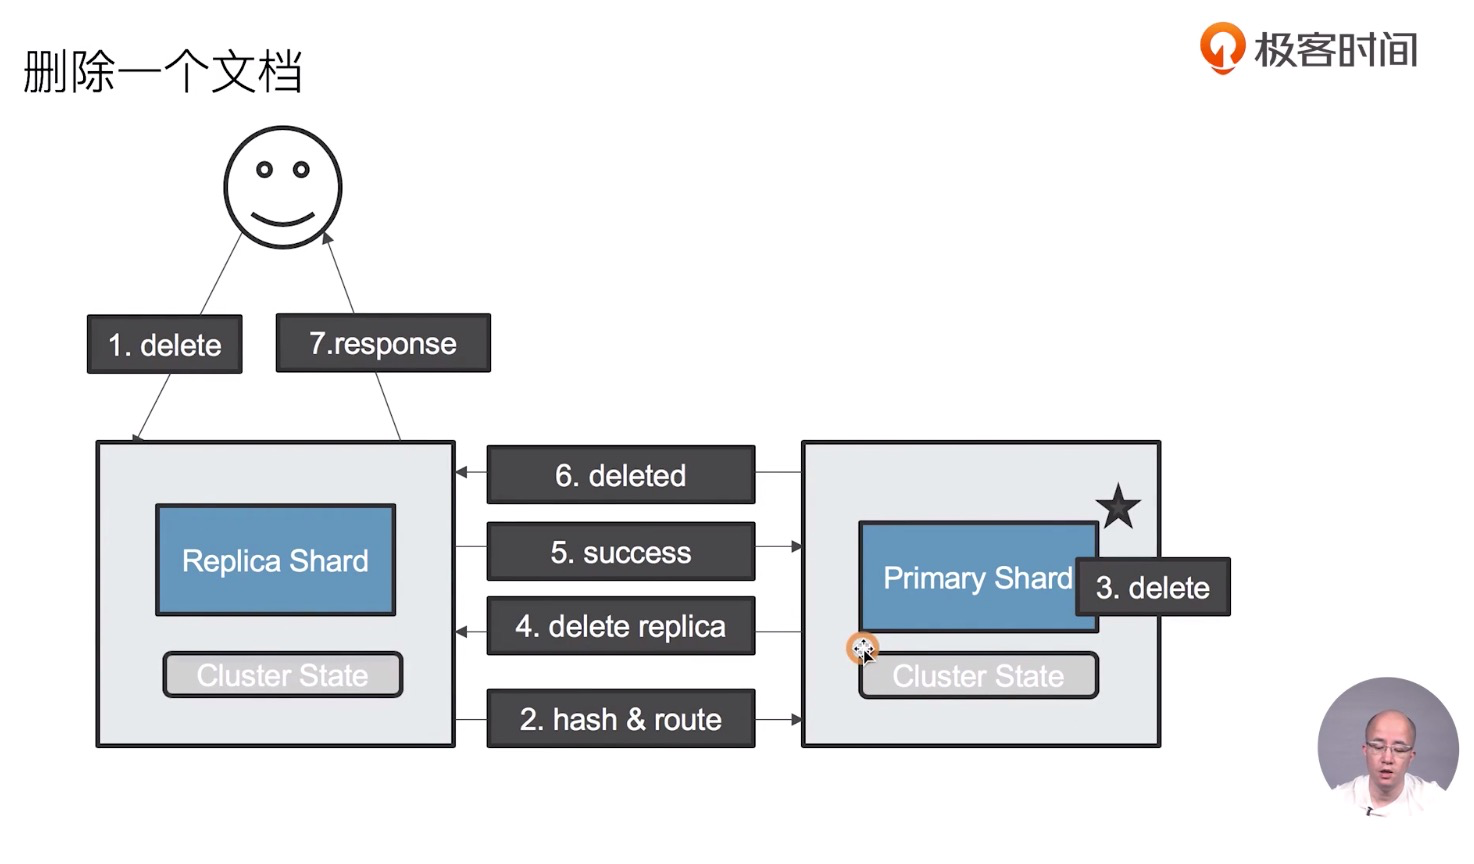 删除一个文档
极客时间
1. delete
7.response
6. deleted
5. success
4. delete replica
2. hash & route
Replica Shard
Cluster State
Primary Shard
3. delete
Cluster State